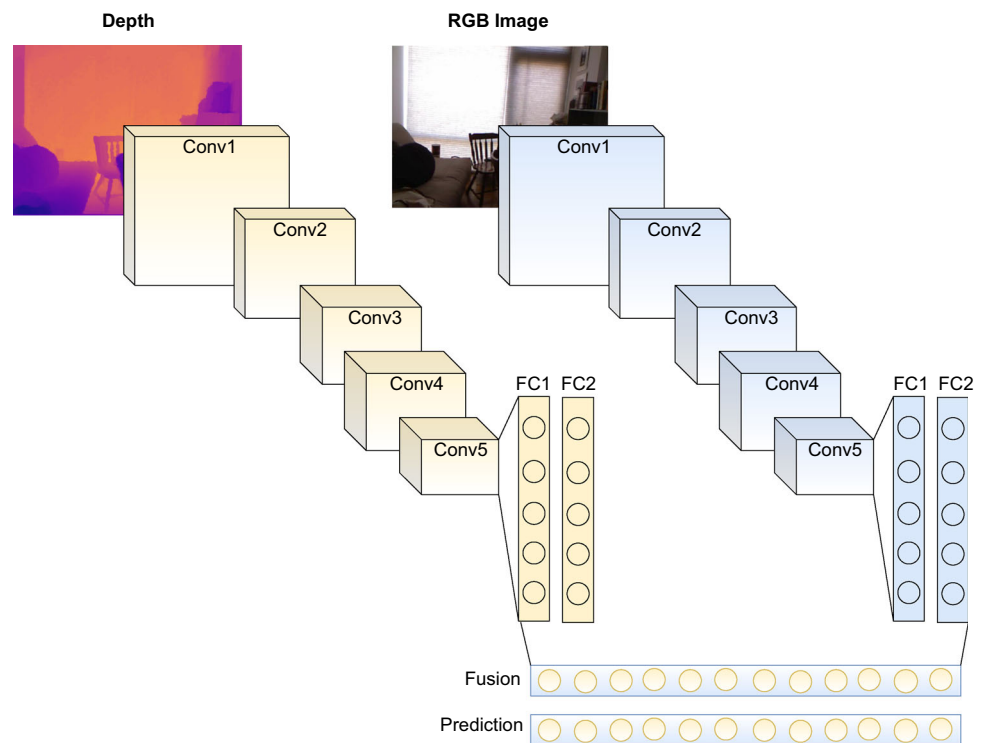 Depth
RGB Image
Conv1
Conv2
Conv3
Conv4
Conv5
FC1
FC2
Conv1
Conv2
Conv3
Conv4
Conv5
FC1
FC2
Fusion
Prediction